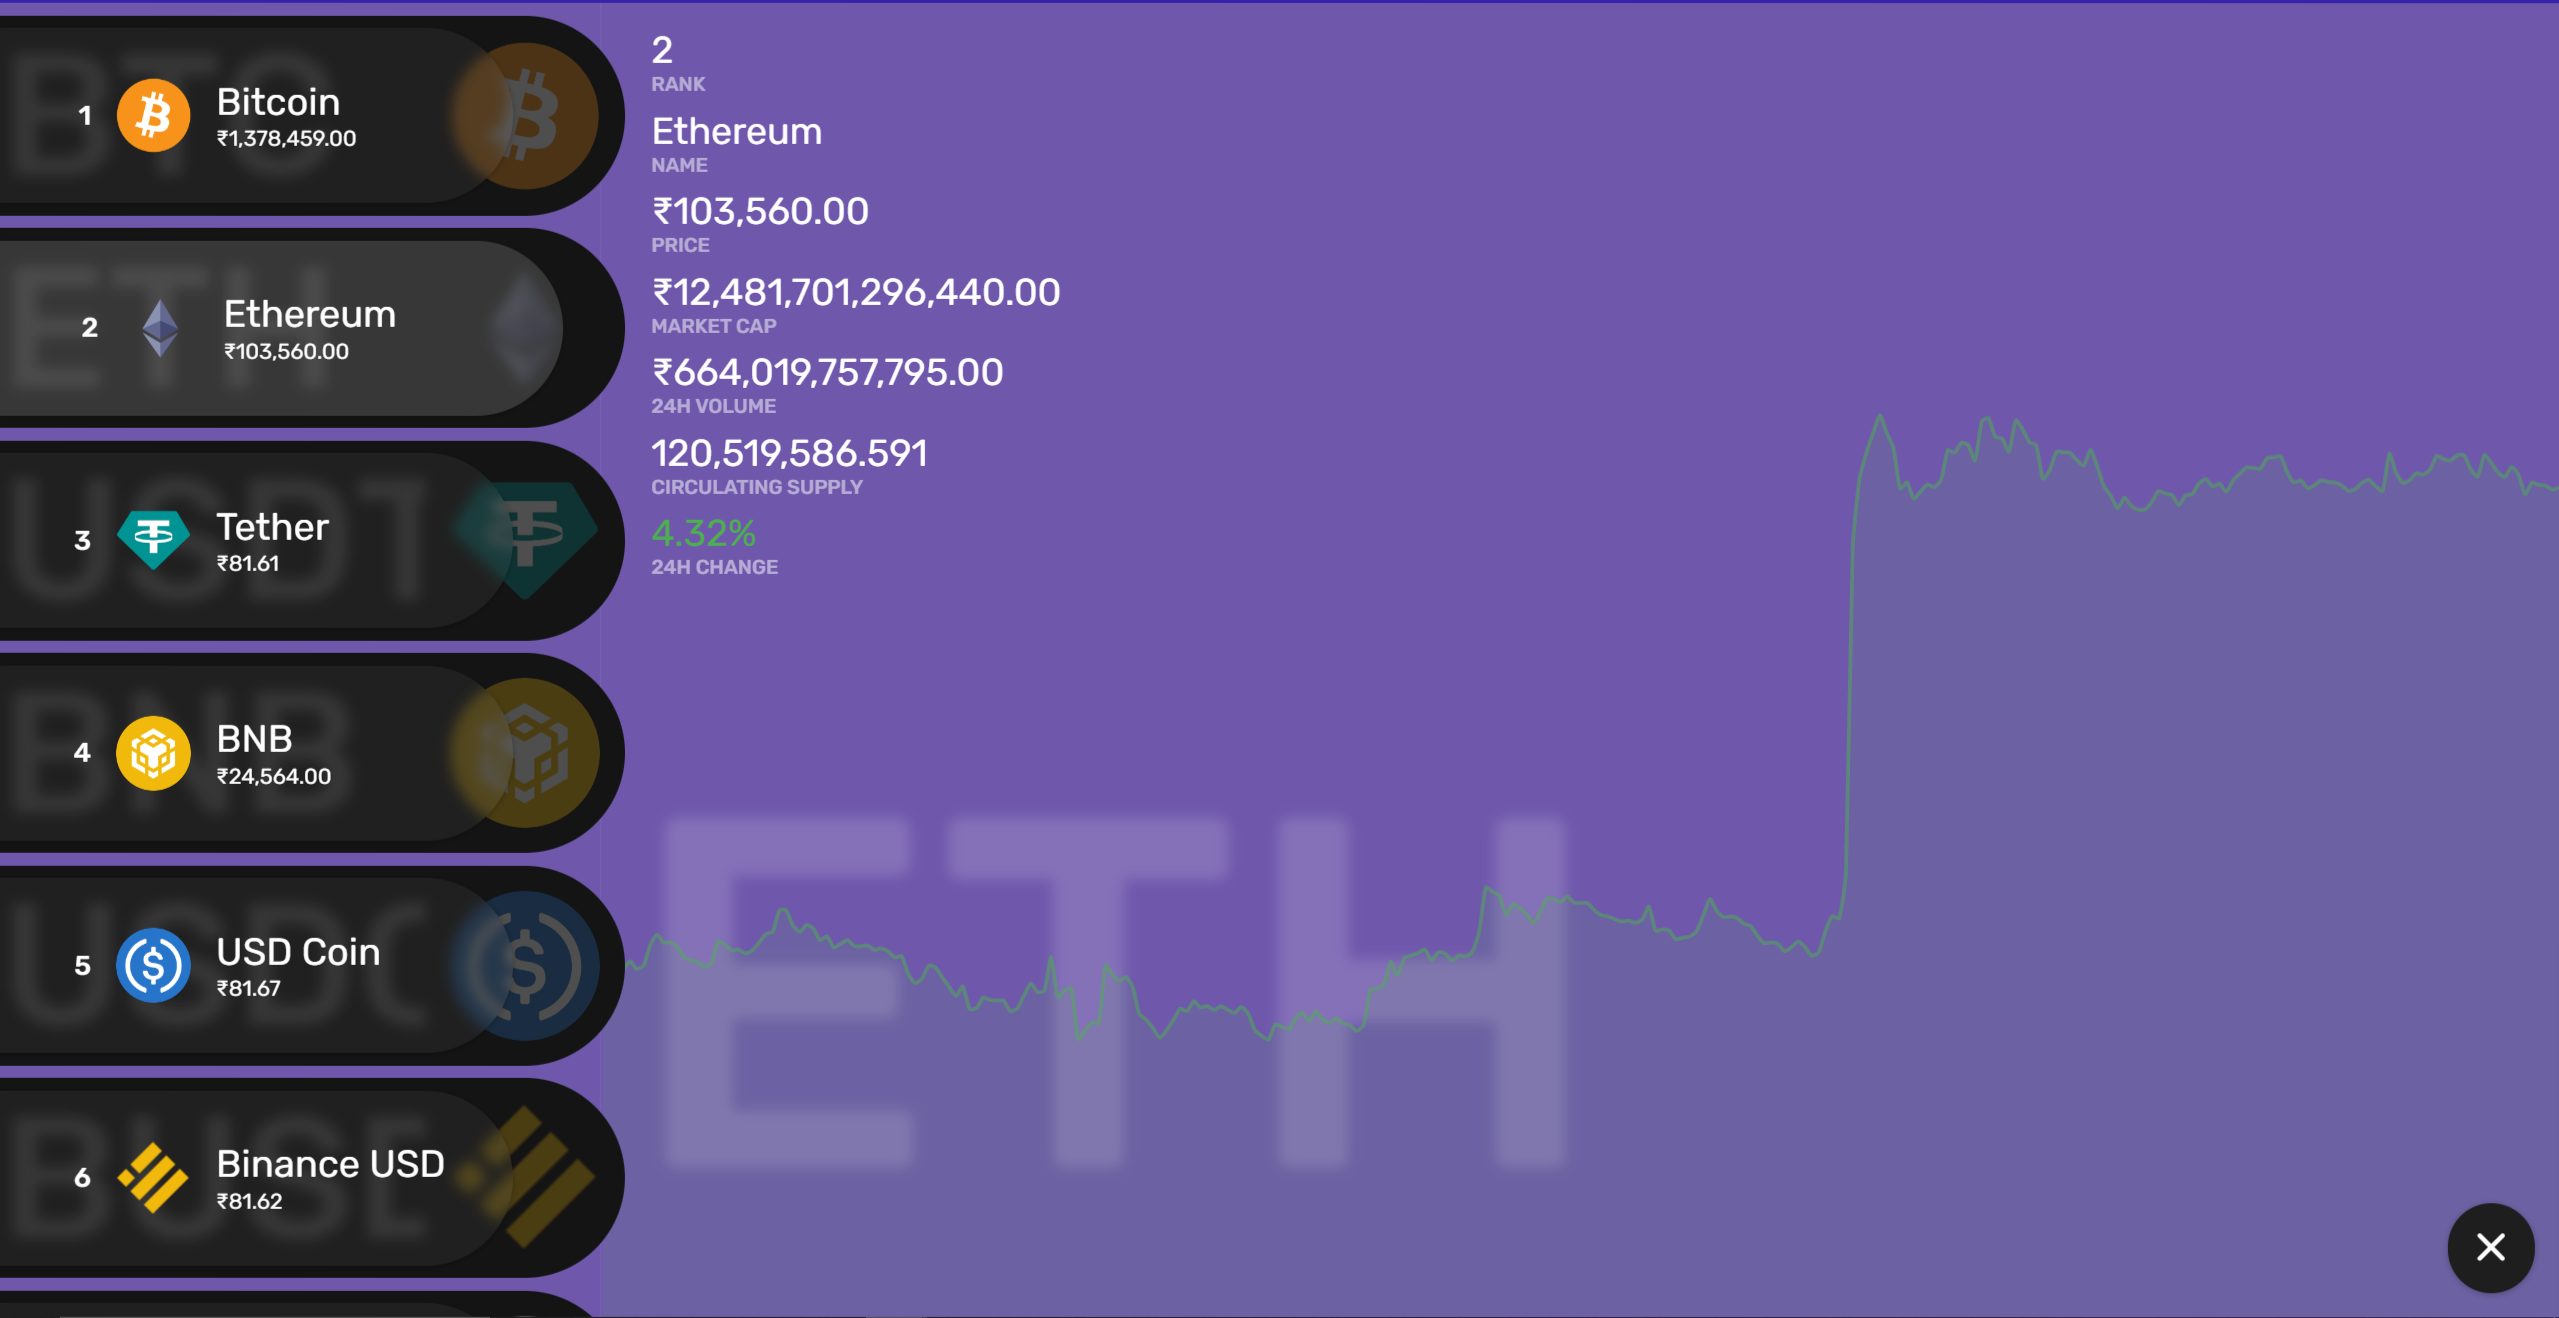 BTC
1
Bitcoin
₹1,378,459.00
ETH
2
Ethereum
₹103,560.00
USDT
3
Tether
₹81.61
BNB
4
BNB
₹24,564.00
USDC
5
USD Coin
₹81.67
BUSD
6
Binance USD
₹81.62
2
RANK
Ethereum
NAME
₹103,560.00
PRICE
₹12,481,701,296,440.00
MARKET CAP
₹664,019,757,795.00
24H VOLUME
120,519,586.591
CIRCULATING SUPPLY
4.32%
24H CHANGE
ETH